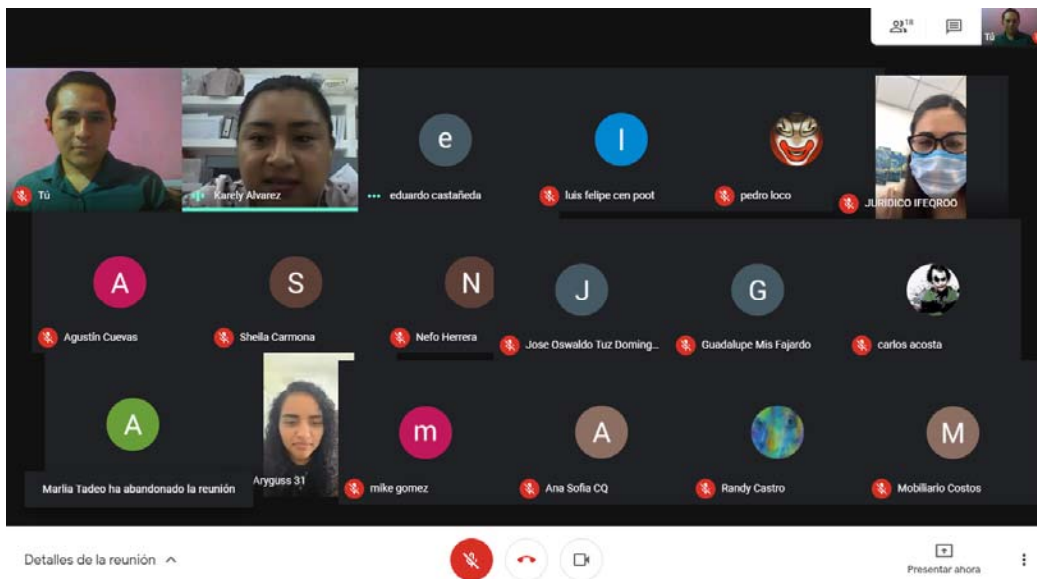 18
Tú
Tú
Karely Alvarez
e
eduardo castañeda
l
luis felipe cen poot
pedro loco
JURIDICO IFEQROO
A
Agustín Cuevas
S
Sheila Carmona
N
Nefo Herrera
J
Jose Oswaldo Tuz Doming...
G
Guadalupe Mis Fajardo
carlos acosta
A
Marlia Tadeo ha abandonado la reunión
Aryguss 31
m
mike gomez
A
Ana Sofia CQ
Randy Castro
M
Mobiliario Costos
Detalles de la reunión
Presentar ahora